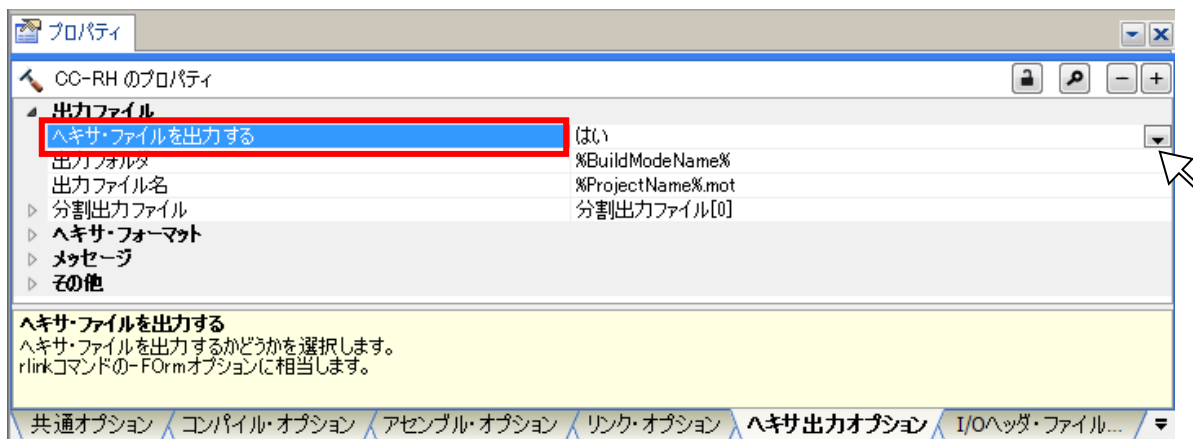 プロパティ
CC-RH のプロパティ
出力ファイル
ヘキサ・ファイルを出力する はい
出力フォルダ %BuildModeName%
出力ファイル名 %ProjectName%.mot
分割出力ファイル 分割出力ファイル[0]
ヘキサ・フォーマット
メッセージ
その他
ヘキサ・ファイルを出力する
ヘキサ・ファイルを出力するかどうかを選択します。
rlinkコマンドの-FOrmオプションに相当します。
共通オプション コンパイル・オプション アセンブル・オプション リンク・オプション ヘキサ出力オプション I/Oヘッダ・ファイル...